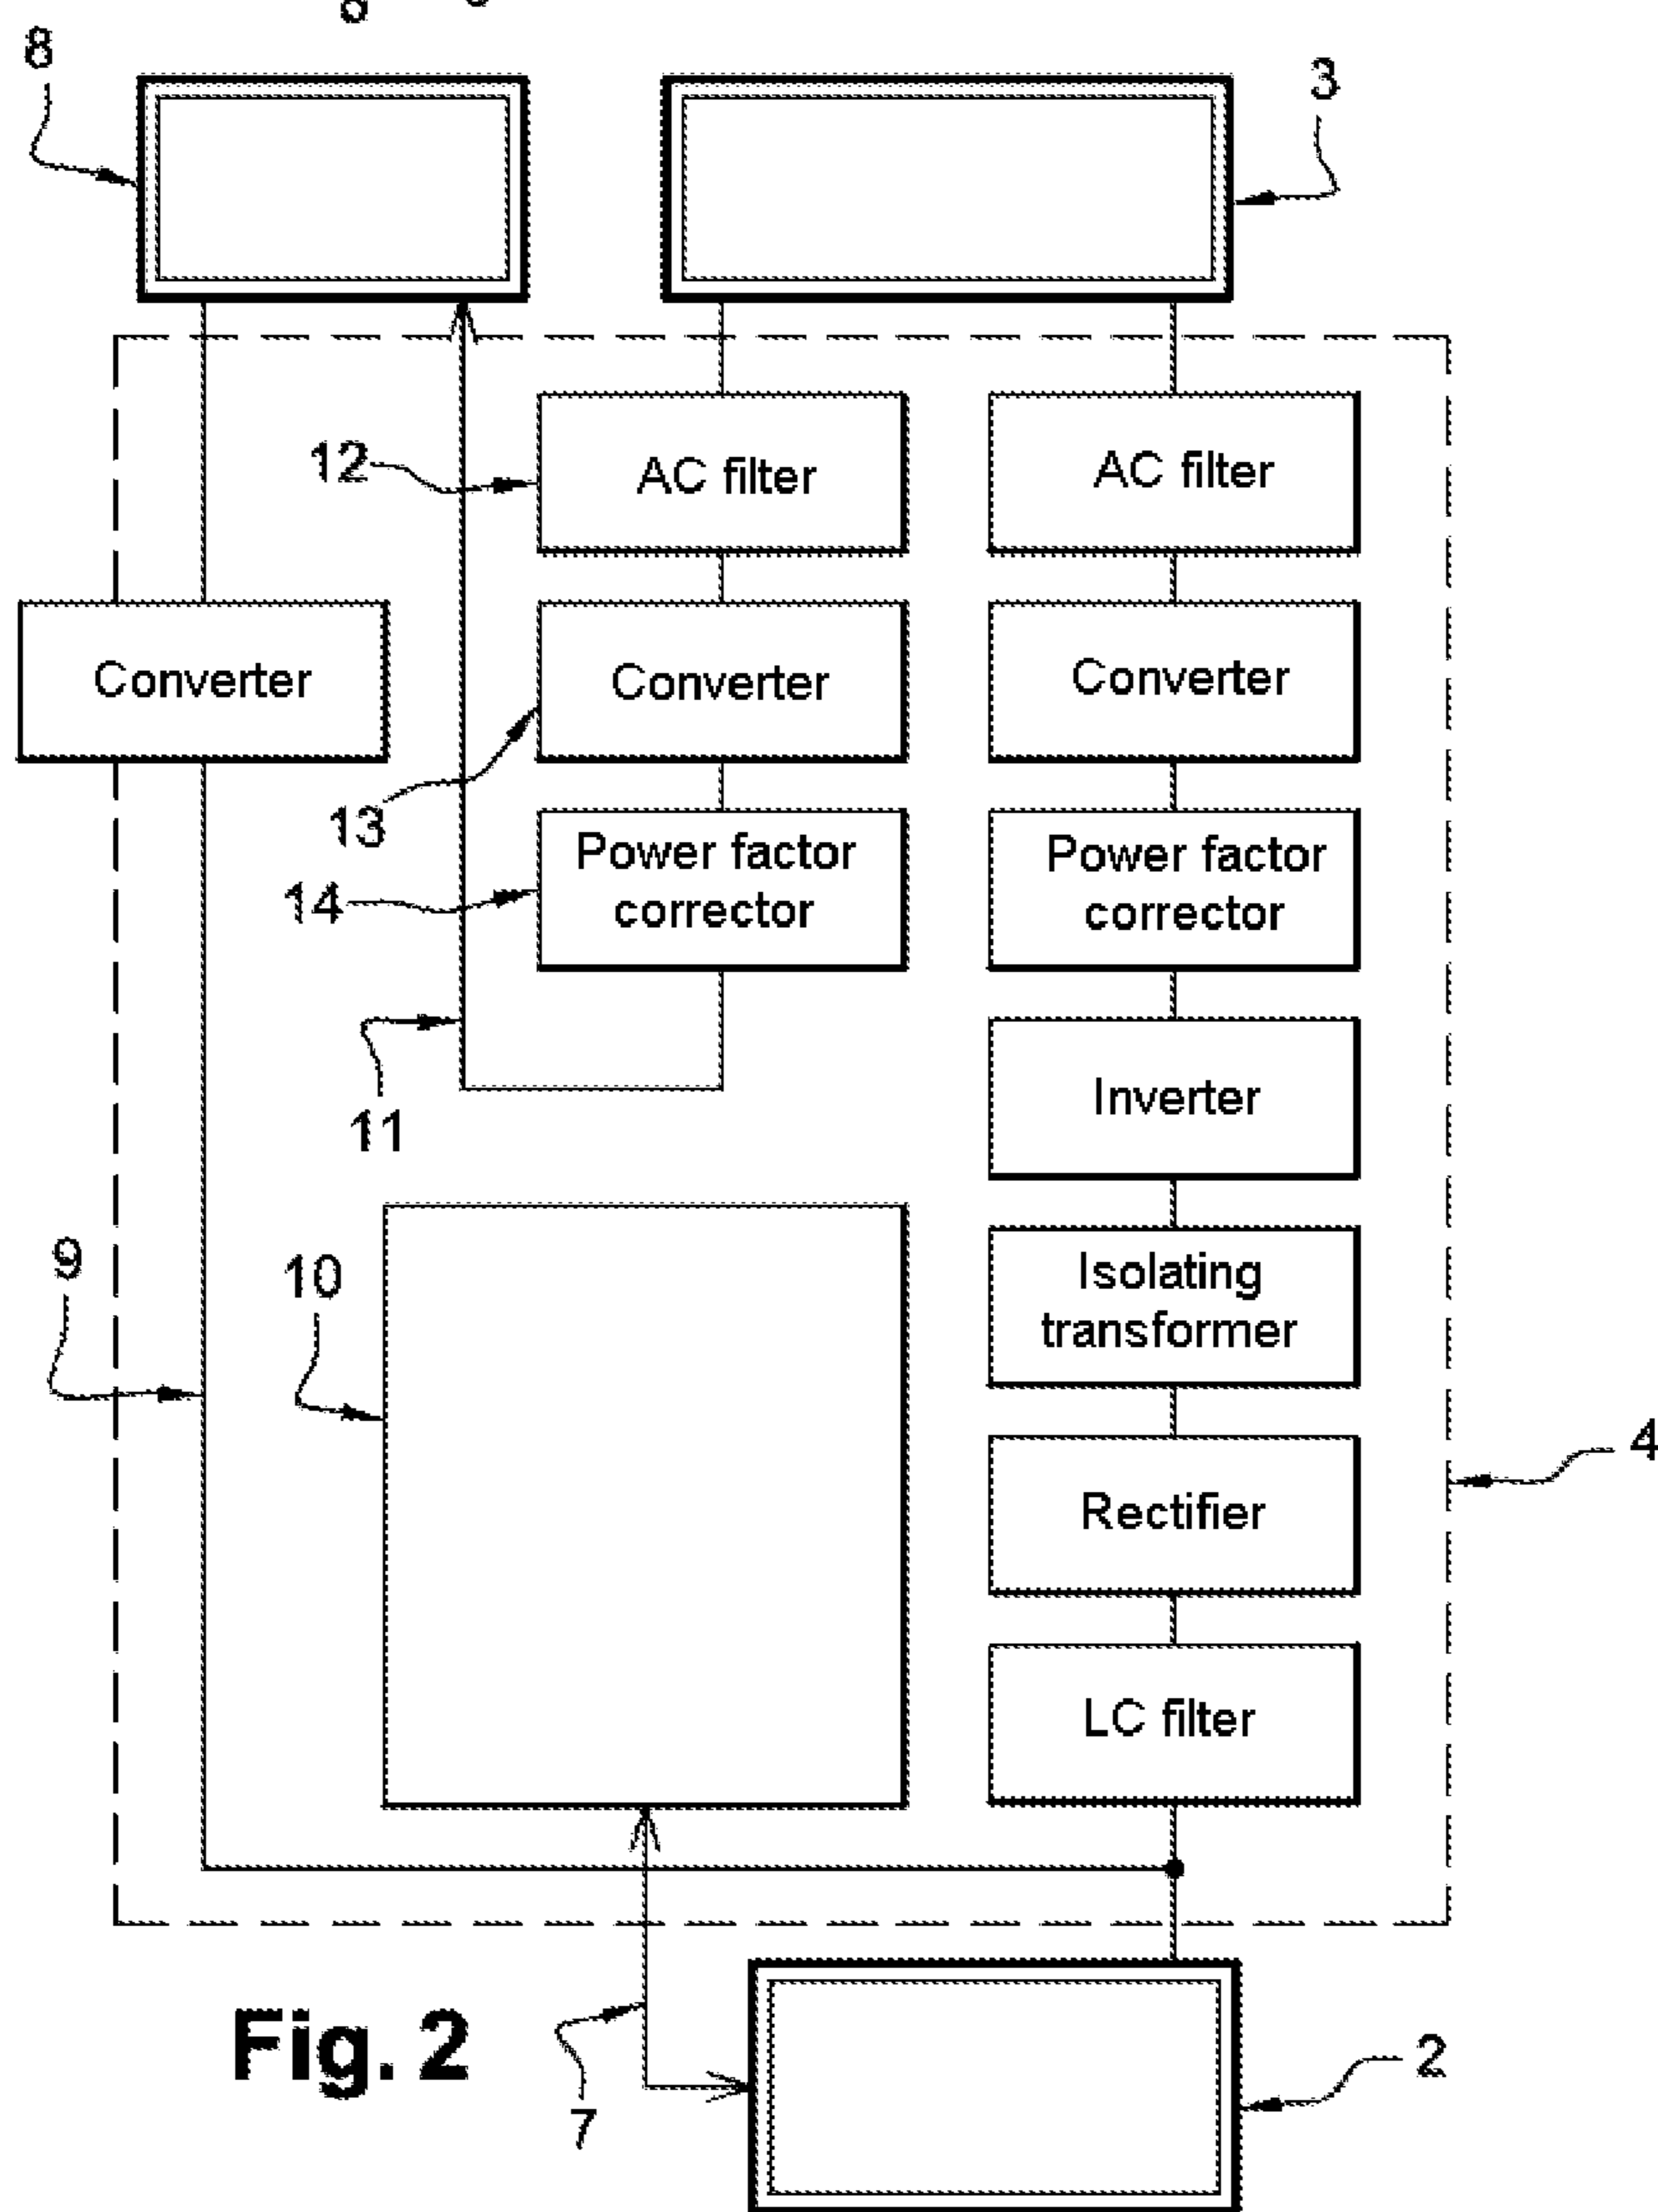 8
3
12
AC filter
AC filter
Converter
Converter
Converter
13
Power factor
corrector
Power factor
corrector
14
11
Inverter
9
10
Isolating
transformer
4
Rectifier
LC filter
Fig. 2
7
2